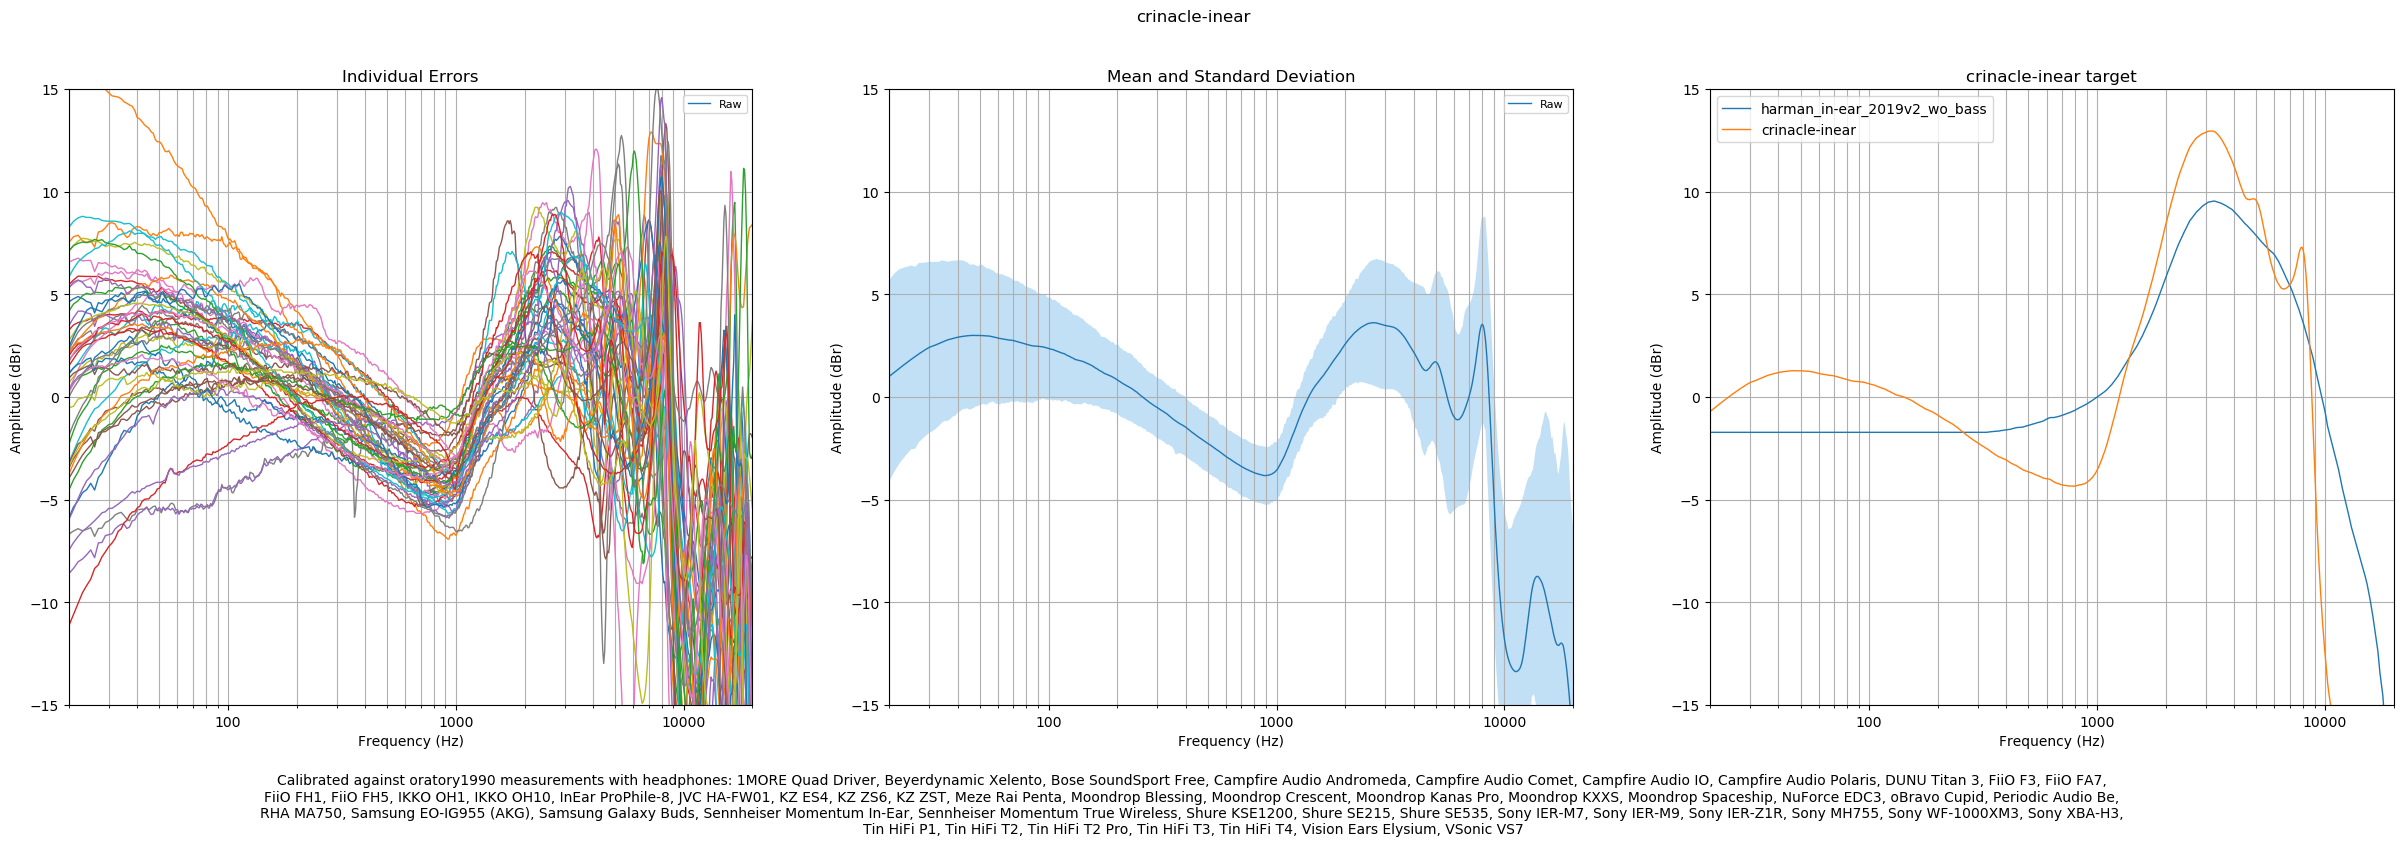 crinacle-inear
Individual Errors
Raw
15
10
5
0
−5
−10
−15
100
1000
10000
Amplitude (dBr)
Frequency (Hz)
Mean and Standard Deviation
Raw
15
10
5
0
−5
−10
−15
100
1000
10000
Amplitude (dBr)
Frequency (Hz)
crinacle-inear target
harman_in-ear_2019v2_wo_bass
crinacle-inear
15
10
5
0
−5
−10
−15
100
1000
10000
Amplitude (dBr)
Frequency (Hz)
Calibrated against oratory1990 measurements with headphones: 1MORE Quad Driver, Beyerdynamic Xelento, Bose SoundSport Free, Campfire Audio Andromeda, Campfire Audio Comet, Campfire Audio IO, Campfire Audio Polaris, DUNU Titan 3, FiiO F3, FiiO FA7,
FiiO FH1, FiiO FH5, IKKO OH1, IKKO OH10, InEar ProPhile-8, JVC HA-FW01, KZ ES4, KZ ZS6, KZ ZST, Meze Rai Penta, Moondrop Blessing, Moondrop Crescent, Moondrop Kanas Pro, Moondrop KXXS, Moondrop Spaceship, NuForce EDC3, oBravo Cupid, Periodic Audio Be,
RHA MA750, Samsung EO-IG955 (AKG), Samsung Galaxy Buds, Sennheiser Momentum In-Ear, Sennheiser Momentum True Wireless, Shure KSE1200, Shure SE215, Shure SE535, Sony IER-M7, Sony IER-M9, Sony IER-Z1R, Sony MH755, Sony WF-1000XM3, Sony XBA-H3,
Tin HiFi P1, Tin HiFi T2, Tin HiFi T2 Pro, Tin HiFi T3, Tin HiFi T4, Vision Ears Elysium, VSonic VS7